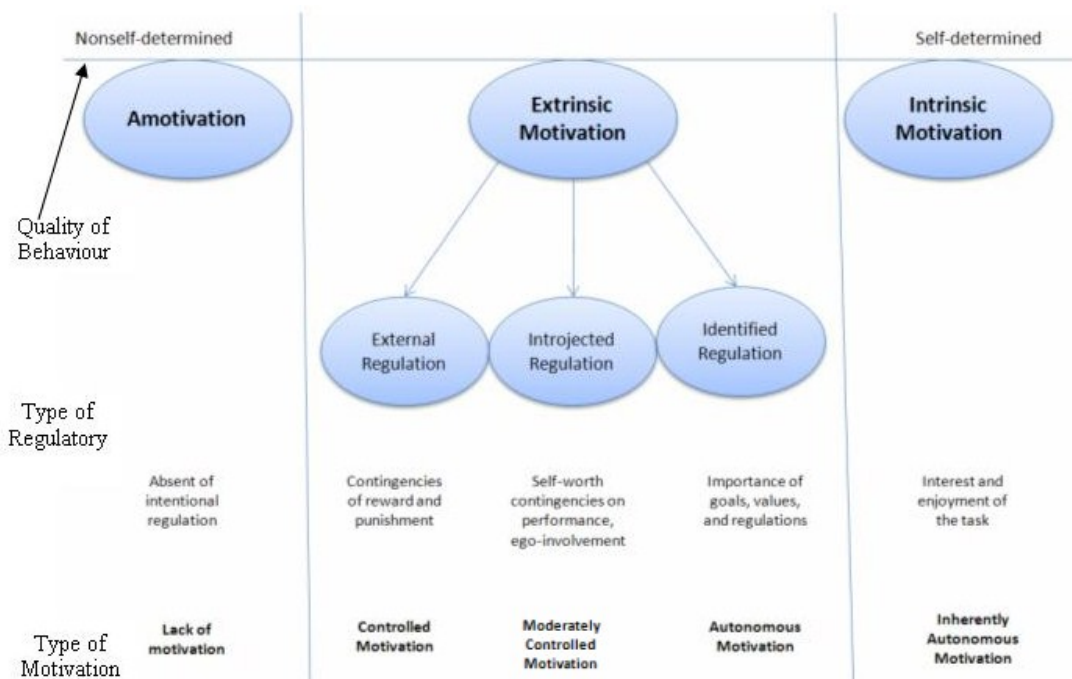 Nonself-determined
Self-determined
Amotivation
Extrinsic
Motivation
Intrinsic
Motivation
Quality of
Behaviour
External
Regulation
Introjected
Regulation
Identified
Regulation
Type of
Regulatory
Absent of
intentional
regulation
Contingencies
of reward and
punishment
Self-worth
contingencies on
performance,
ego-involvement
Importance of
goals, values,
and regulations
Interest and
enjoyment of
the task
Type of
Motivation
Lack of
motivation
Controlled
Motivation
Moderately
Controlled
Motivation
Autonomous
Motivation
Inherently
Autonomous
Motivation